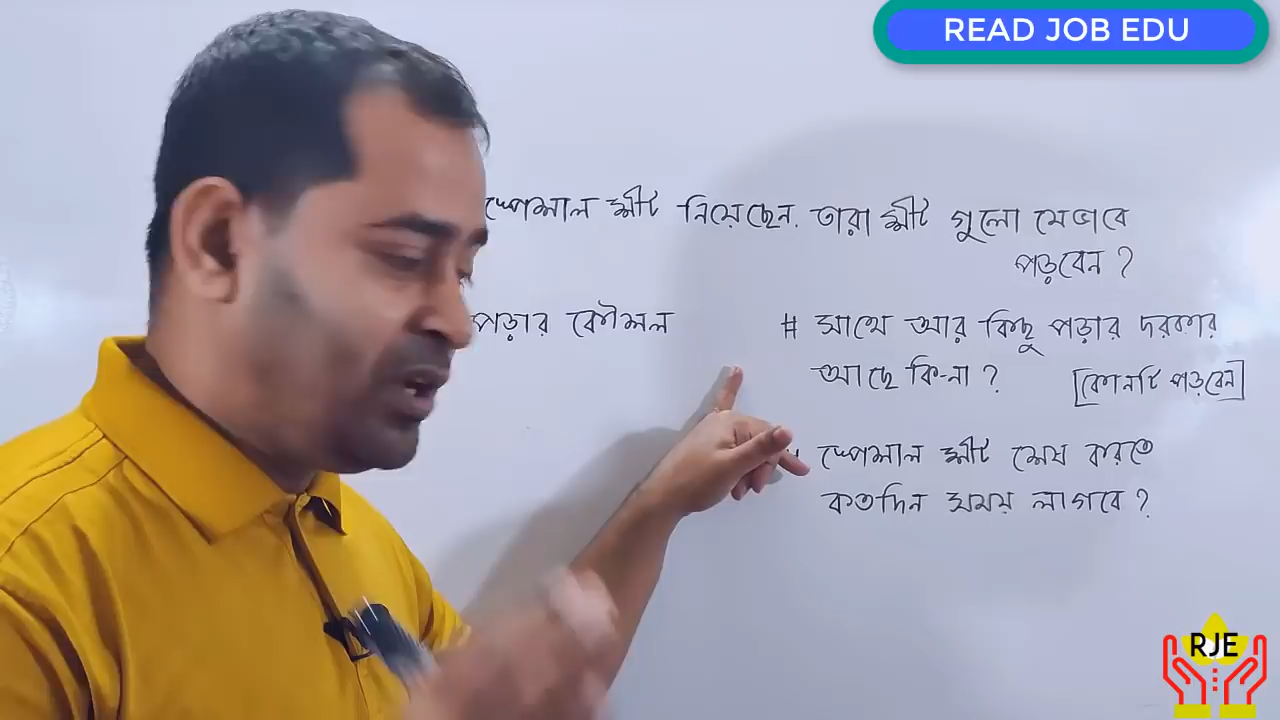 READ JOB EDU
স্পেশাল শীট নিয়েছেন, তারা শীট গুলো যেভাবে
পড়বেন ?
পড়ার কৌশল
# সাথে আর কিছু পড়ার দরকার
আছে কি-না ?
[কোনটি পড়বেন]
স্পেশাল শীট শেষ করতে
কতদিন সময় লাগবে ?
RJE